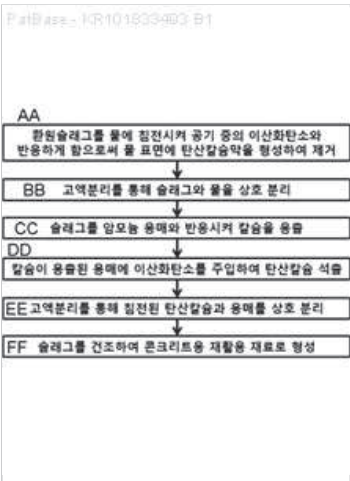 PatBase - KR101833403 B1
AA
환원슬래그를 물에 침전시켜 공기 중의 이산화탄소와
반응하게 함으로써 물 표면에 탄산칼슘막을 형성하여 제거
BB 고액분리를 통해 슬래그와 물을 상호 분리
CC 슬래그를 암모늄 용매와 반응시켜 칼슘을 용출
DD
칼슘이 용출된 용매에 이산화탄소를 주입하여 탄산칼슘 석출
EE 고액분리를 통해 침전된 탄산칼슘과 용매를 상호 분리
FF 슬래그를 건조하여 콘크리트용 재활용 재료로 형성